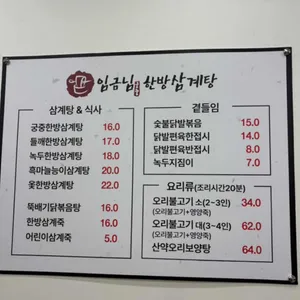 임금님 한방삼계탕
삼계탕 & 식사
궁중한방삼계탕 16.0
들깨한방삼계탕 17.0
녹두한방삼계탕 18.0
흑마늘능이삼계탕 20.0
옻한방삼계탕 22.0
뚝배기닭볶음탕 16.0
한방삼계죽 16.0
어린이삼계죽 5.0
곁들임
숯불닭발볶음 15.0
닭발편육한접시 14.0
닭발편육반접시 8.0
녹두지짐이 7.0
요리류(조리시간20분)
오리불고기 소(2~3인) 34.0
(오리불고기+영양죽)
오리불고기 대(3~4인) 62.0
(오리불고기+영양죽)
산약오리보양탕 64.0